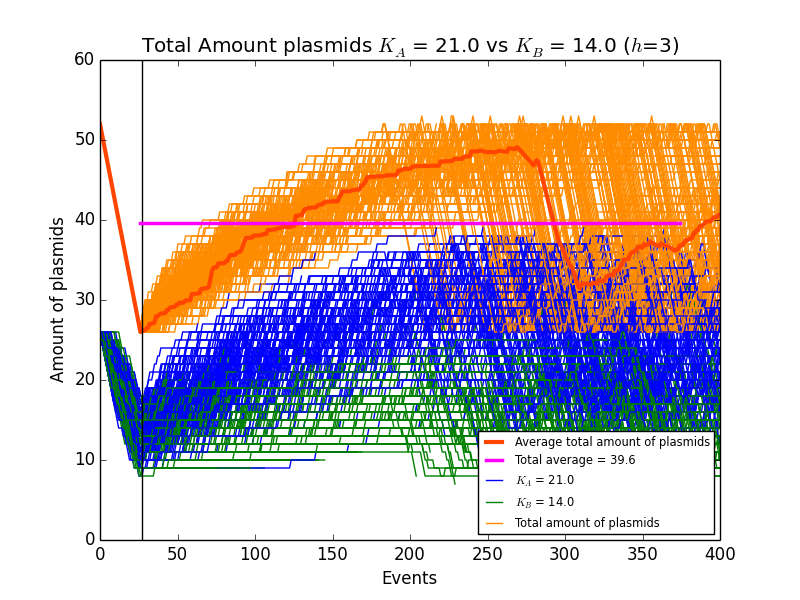 Total Amount plasmids K_A = 21.0 vs K_B = 14.0 (h=3)
60
50
40
30
20
10
0
Amount of plasmids
0 50 100 150 200 250 300 350 400
Events
Average total amount of plasmids
Total average = 39.6
K_A = 21.0
K_B = 14.0
Total amount of plasmids